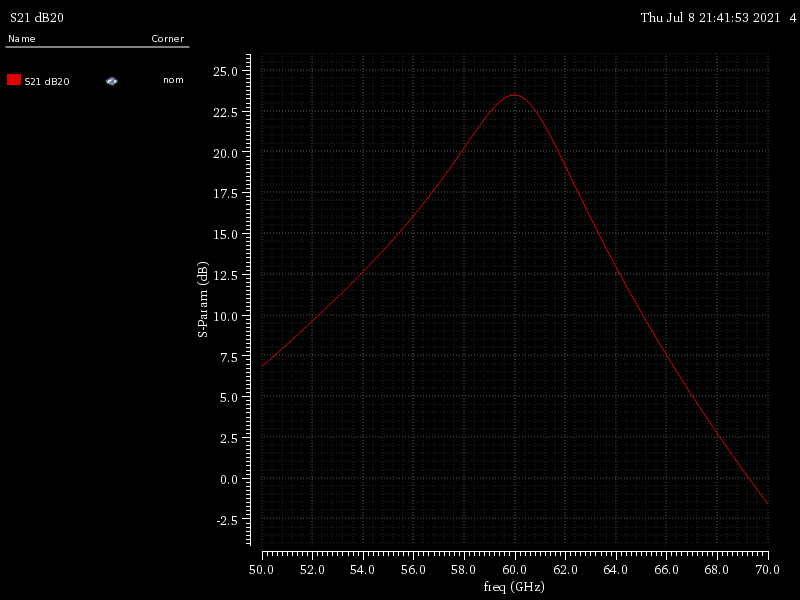 S21 dB20
Thu Jul 8 21:41:53 2021 4
Name Corner
S21 dB20 nom
25.0
22.5
20.0
17.5
15.0
12.5
10.0
7.5
5.0
2.5
0.0
-2.5
S-Param (dB)
50.0 52.0 54.0 56.0 58.0 60.0 62.0 64.0 66.0 68.0 70.0
freq (GHz)